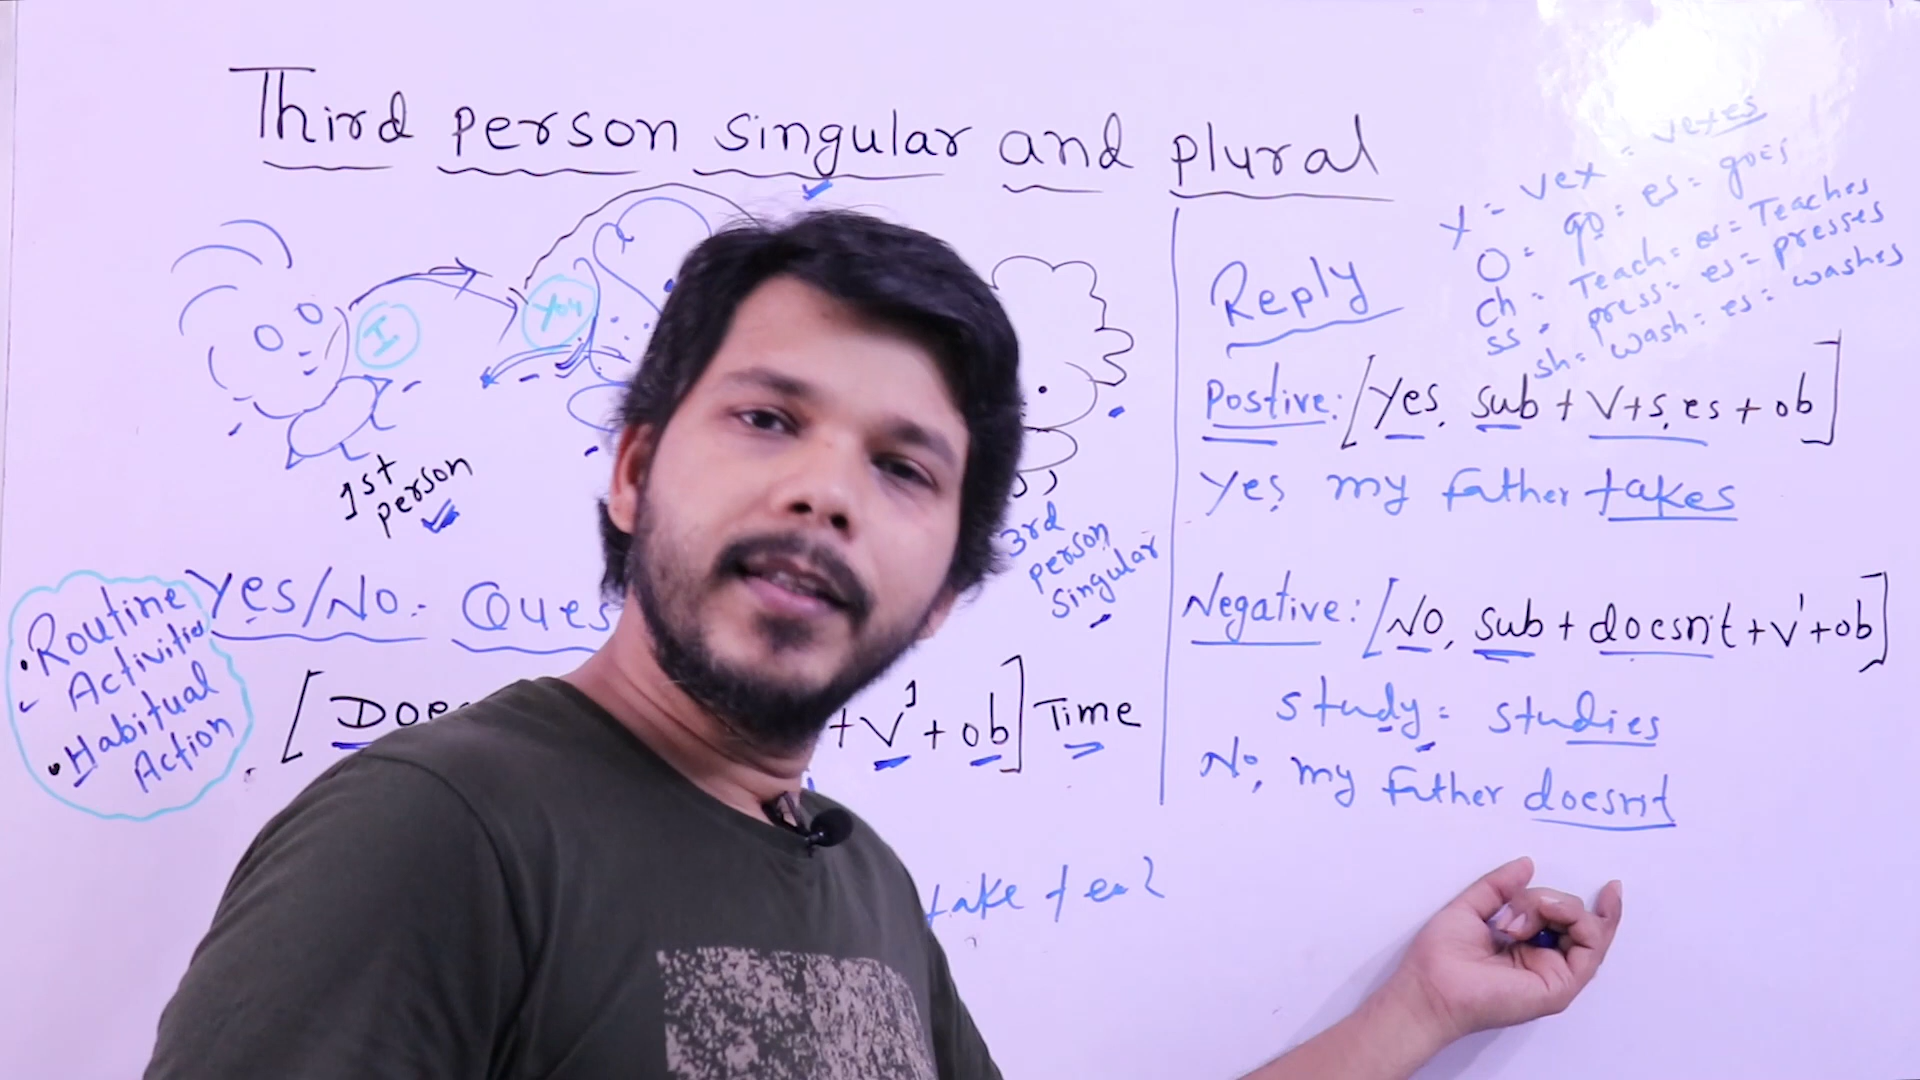 Third person singular and plural
x = vex = vexes
O = go = es = goes
ch = Teach = es = Teaches
ss = press = es = presses
sh = wash = es = washes
I
You
1st
person
3rd
person
Singular
Reply
Postive: [Yes, sub + V+s, es + ob]
Yes, my father takes
Negative: [No, sub + doesn't + V1 + ob]
study = studies
No, my father doesn't
• Routine
- Activities
• Habitual
Action
Yes/No - Ques
[Doe
+ V1 + ob] Time
take tea?